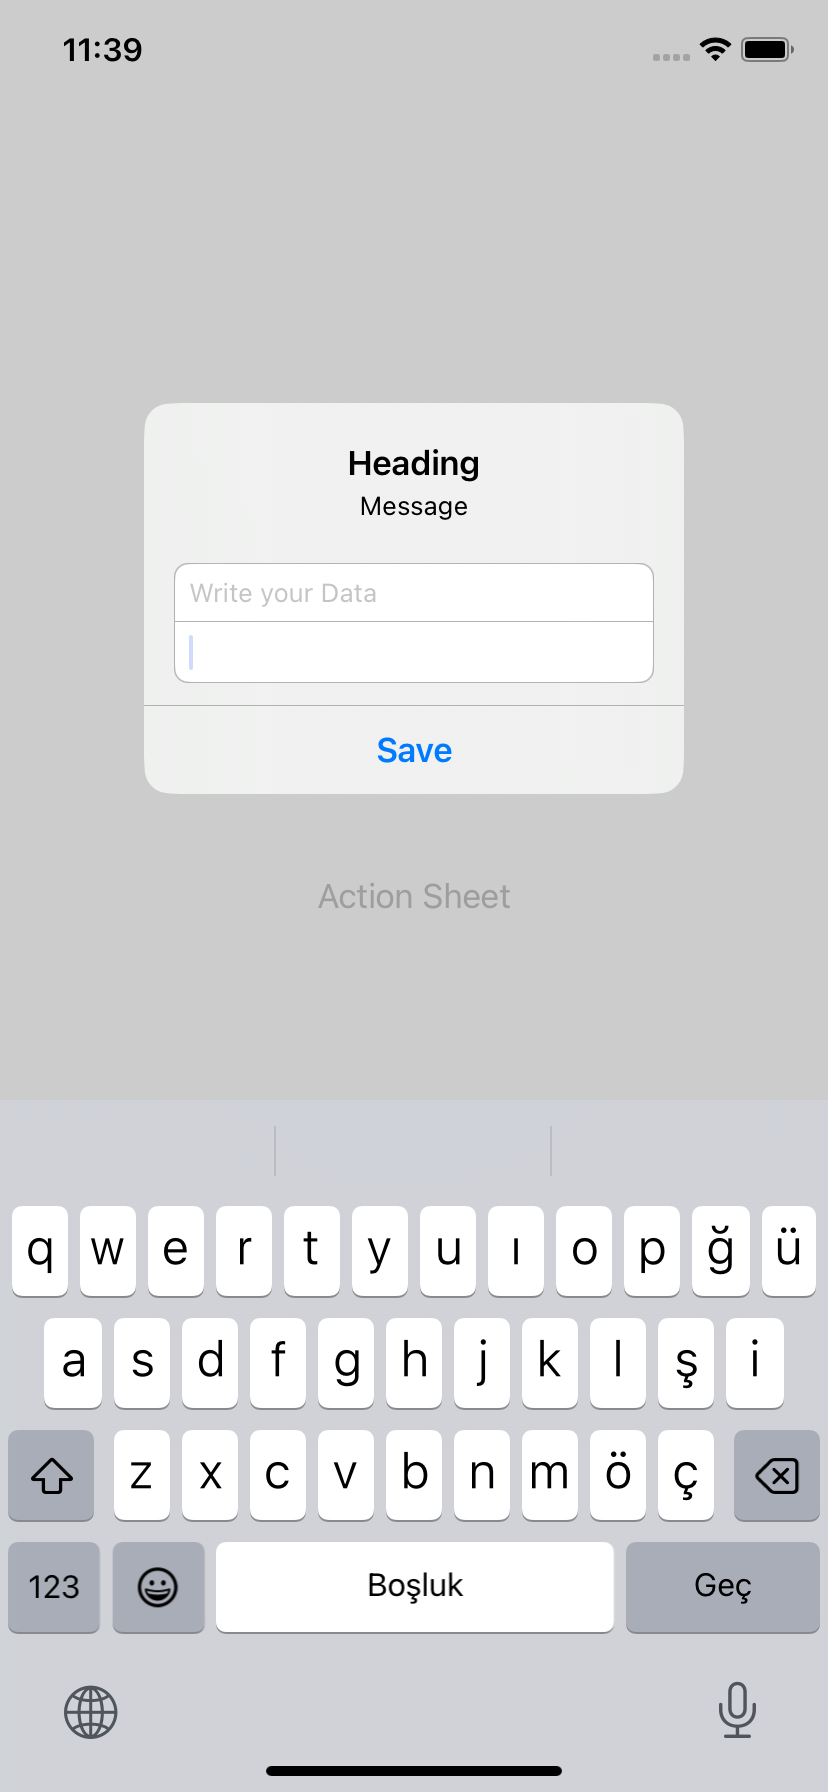 11:39
Heading
Message
Write your Data
Save
Action Sheet
q w e r t y u ı o p ğ ü
a s d f g h j k l ş i
z x c v b n m ö ç
123 Boşluk Geç